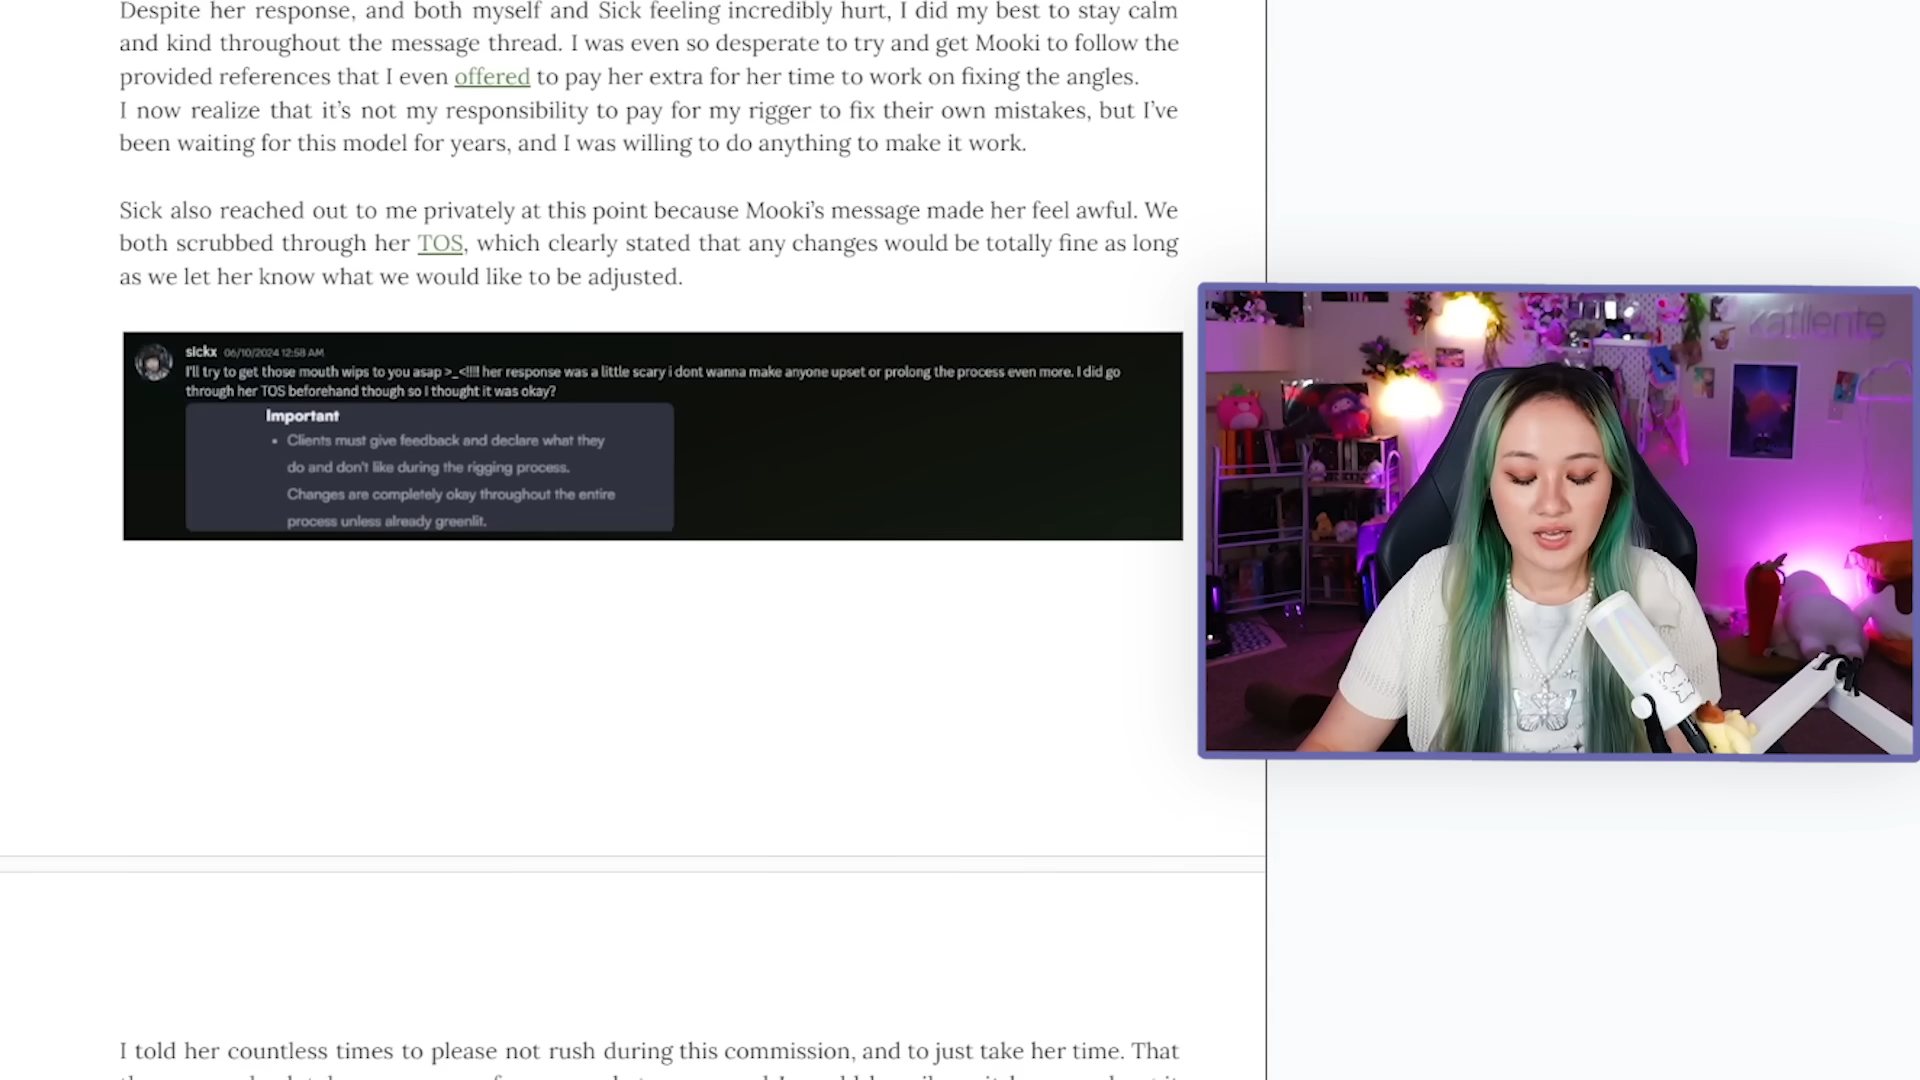 Despite her response, and both myself and Sick feeling incredibly hurt, I did my best to stay calm
and kind throughout the message thread. I was even so desperate to try and get Mooki to follow the
provided references that I even offered to pay her extra for her time to work on fixing the angles.
I now realize that it's not my responsibility to pay for my rigger to fix their own mistakes, but I've
been waiting for this model for years, and I was willing to do anything to make it work.
Sick also reached out to me privately at this point because Mooki's message made her feel awful. We
both scrubbed through her TOS, which clearly stated that any changes would be totally fine as long
as we let her know what we would like to be adjusted.
sickx 06/10/2024 12:58 AM
I'll try to get those mouth wips to you asap >_<!!!! her response was a little scary i dont wanna make anyone upset or prolong the process even more. I did go
through her TOS beforehand though so I thought it was okay?
Important
• Clients must give feedback and declare what they
do and don't like during the rigging process.
Changes are completely okay throughout the entire
process unless already greenlit.
katliente
I told her countless times to please not rush during this commission, and to just take her time. That